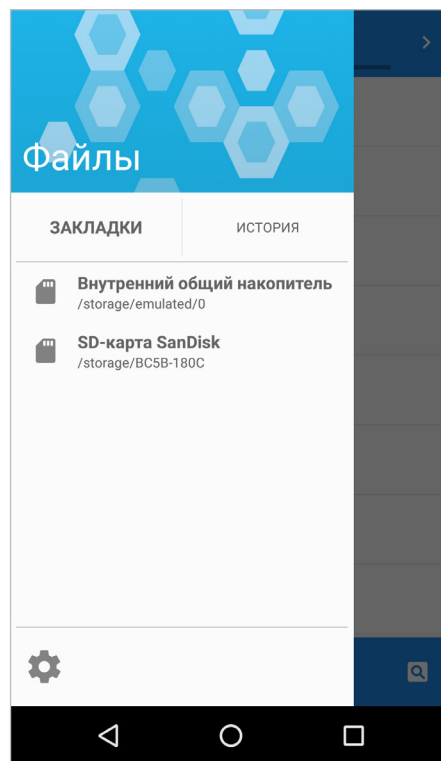 Файлы
ЗАКЛАДКИ
ИСТОРИЯ
Внутренний общий накопитель
/storage/emulated/0
SD-карта SanDisk
/storage/BC5B-180C